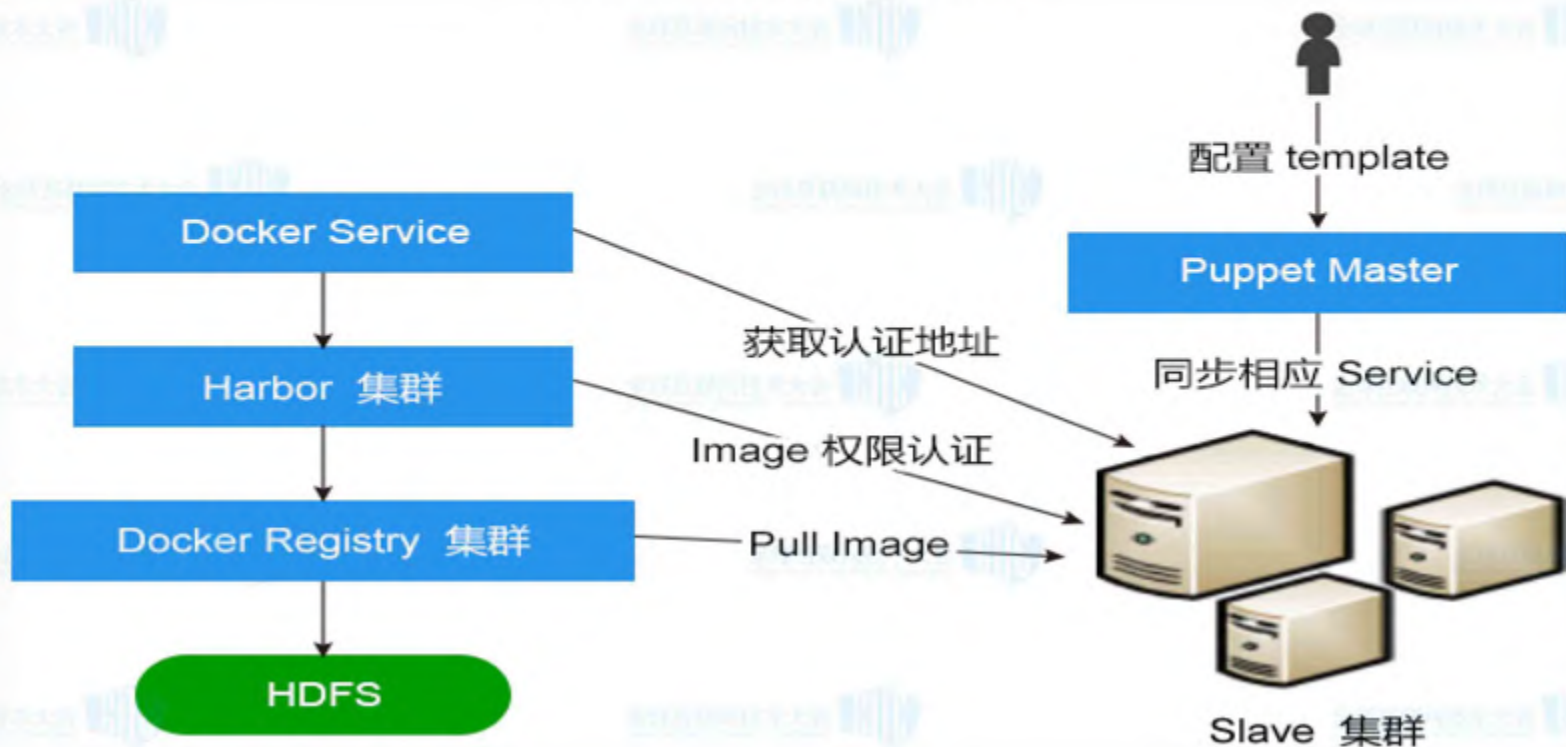 配置 template
Docker Service
Puppet Master
获取认证地址
同步相应 Service
Harbor 集群
Image 权限认证
Docker Registry 集群
Pull Image
HDFS
Slave 集群